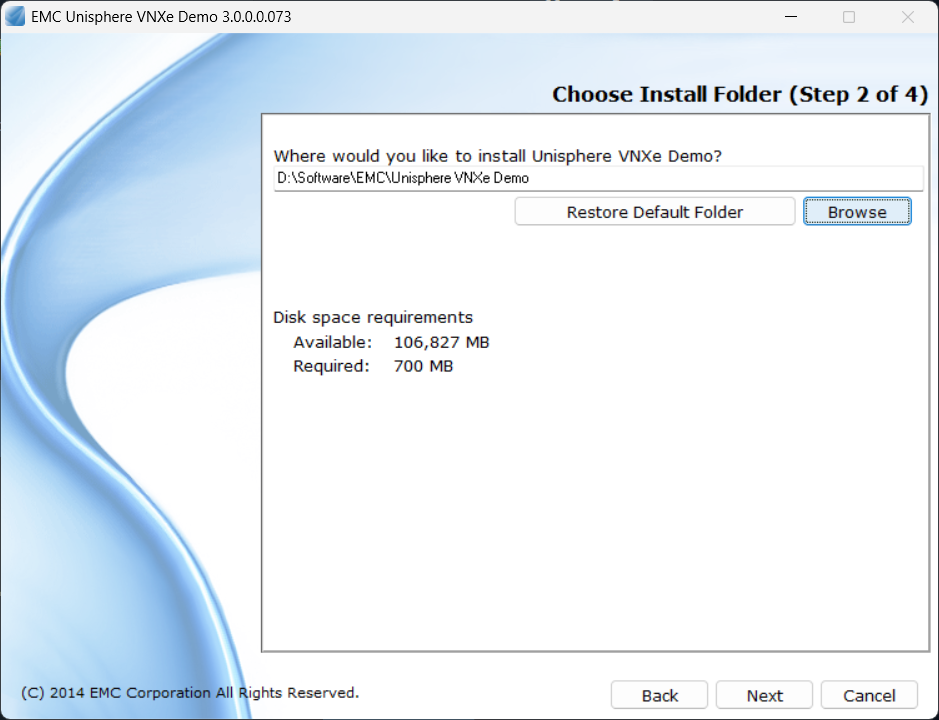 EMC Unisphere VNXe Demo 3.0.0.0.073
Choose Install Folder (Step 2 of 4)
Where would you like to install Unisphere VNXe Demo?
D:\Software\EMC\Unisphere VNXe Demo
Restore Default Folder Browse
Disk space requirements
Available: 106,827 MB
Required: 700 MB
(C) 2014 EMC Corporation All Rights Reserved.
Back Next Cancel